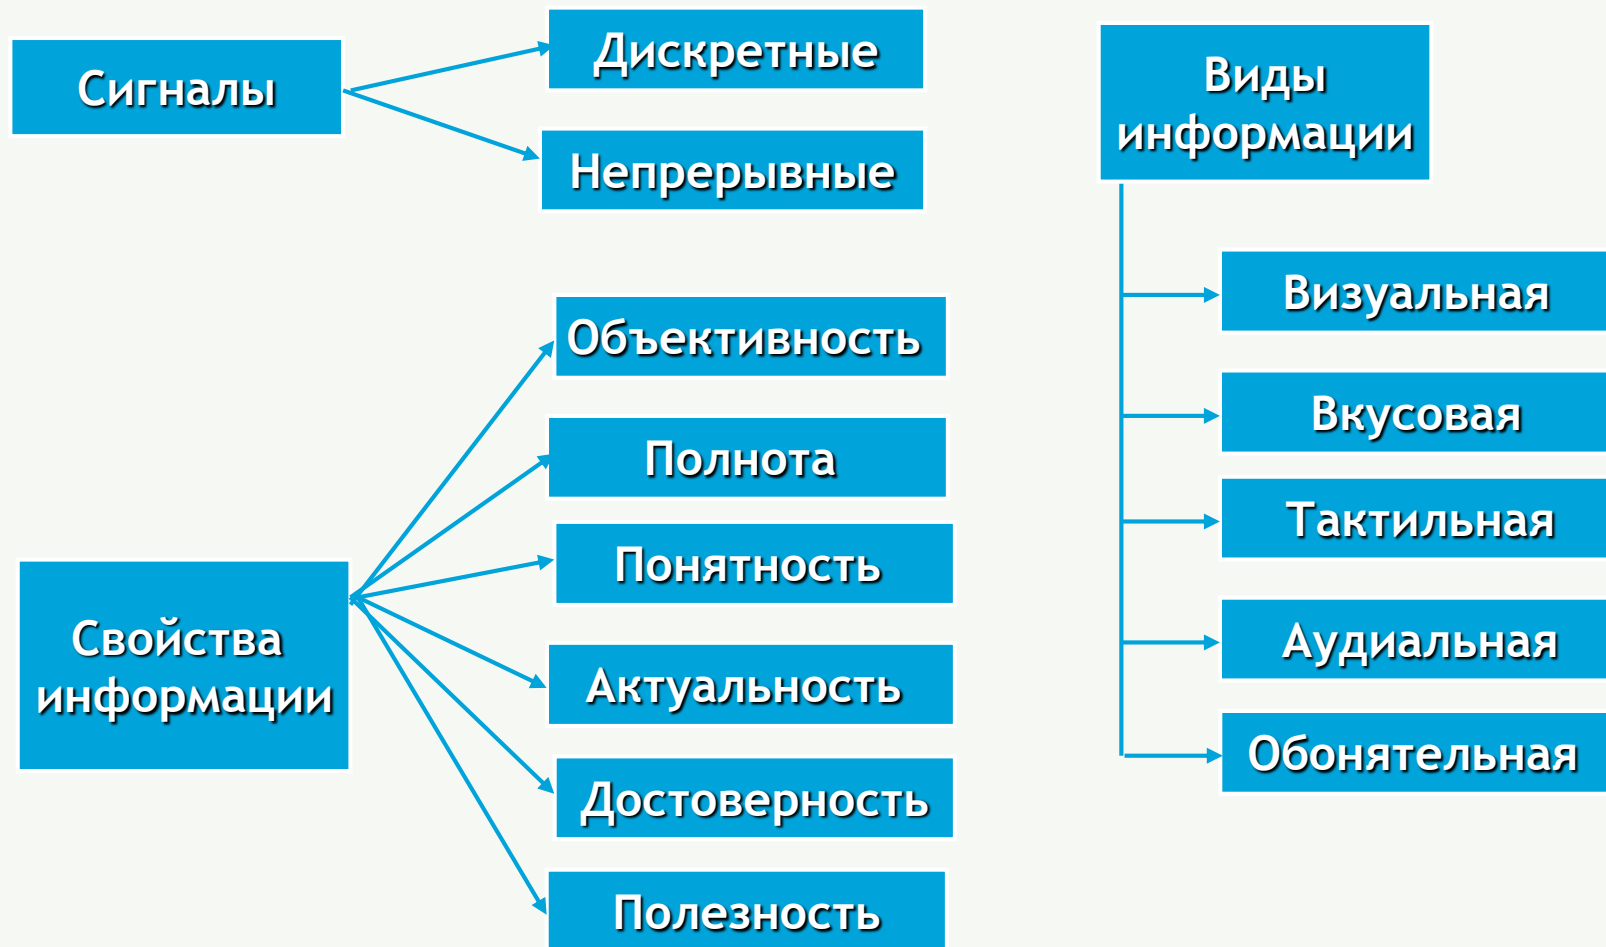 Сигналы
Дискретные
Непрерывные
Свойства
информации
Объективность
Полнота
Понятность
Актуальность
Достоверность
Полезность
Виды
информации
Визуальная
Вкусовая
Тактильная
Аудиальная
Обонятельная